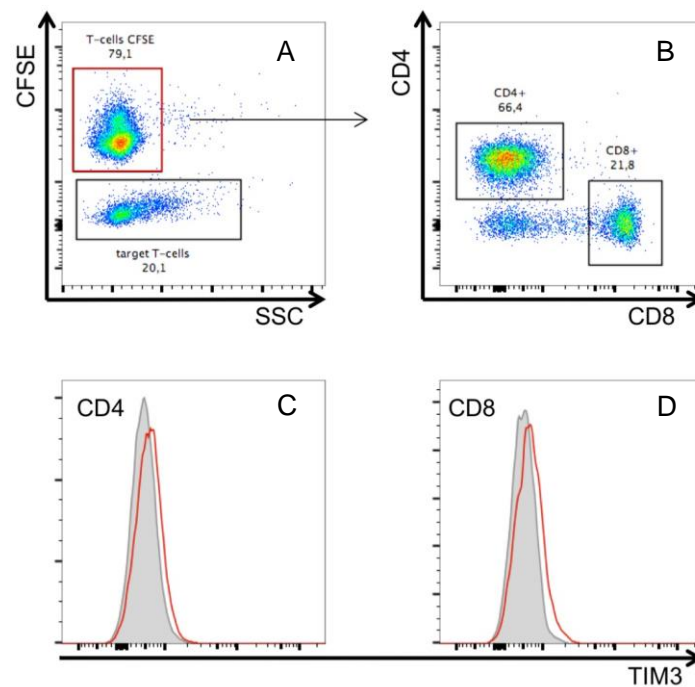 A
T-cells CFSE
79,1
CFSE
target T-cells
20,1
SSC
B
CD4
CD4+
66,4
CD8+
21,8
CD8
CD4
C
CD8
D
TIM3